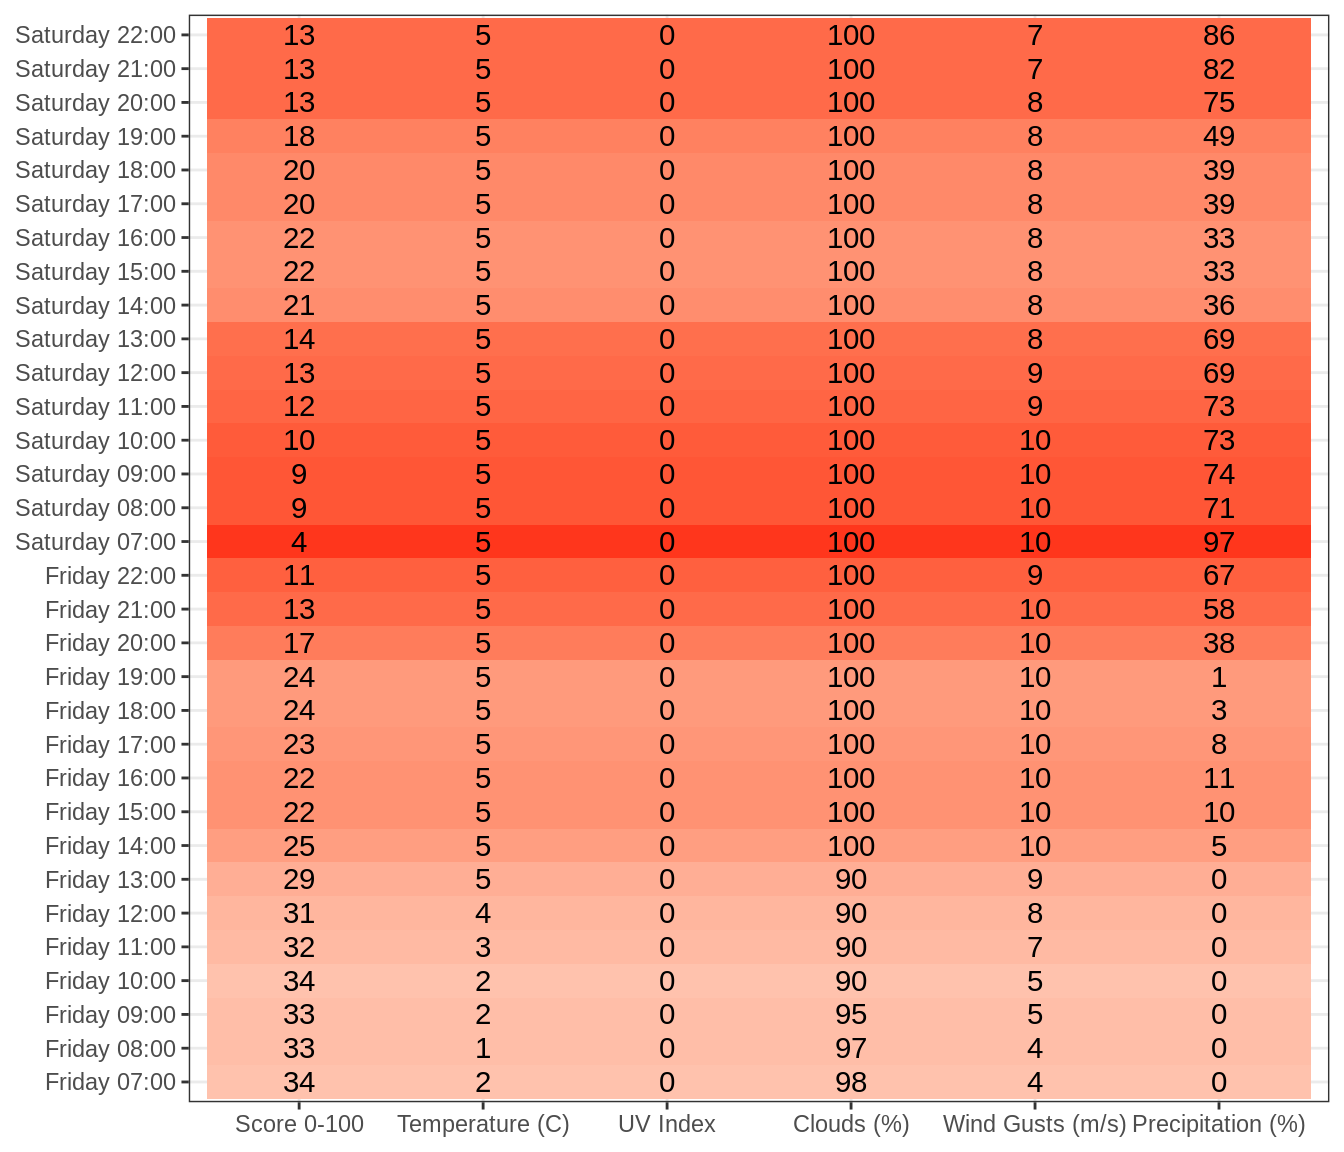 Saturday 22:00 13 5 0 100 7 86
Saturday 21:00 13 5 0 100 7 82
Saturday 20:00 13 5 0 100 8 75
Saturday 19:00 18 5 0 100 8 49
Saturday 18:00 20 5 0 100 8 39
Saturday 17:00 20 5 0 100 8 39
Saturday 16:00 22 5 0 100 8 33
Saturday 15:00 22 5 0 100 8 33
Saturday 14:00 21 5 0 100 8 36
Saturday 13:00 14 5 0 100 8 69
Saturday 12:00 13 5 0 100 9 69
Saturday 11:00 12 5 0 100 9 73
Saturday 10:00 10 5 0 100 10 73
Saturday 09:00 9 5 0 100 10 74
Saturday 08:00 9 5 0 100 10 71
Saturday 07:00 4 5 0 100 10 97
Friday 22:00 11 5 0 100 9 67
Friday 21:00 13 5 0 100 10 58
Friday 20:00 17 5 0 100 10 38
Friday 19:00 24 5 0 100 10 1
Friday 18:00 24 5 0 100 10 3
Friday 17:00 23 5 0 100 10 8
Friday 16:00 22 5 0 100 10 11
Friday 15:00 22 5 0 100 10 10
Friday 14:00 25 5 0 100 10 5
Friday 13:00 29 5 0 90 9 0
Friday 12:00 31 4 0 90 8 0
Friday 11:00 32 3 0 90 7 0
Friday 10:00 34 2 0 90 5 0
Friday 09:00 33 2 0 95 5 0
Friday 08:00 33 1 0 97 4 0
Friday 07:00 34 2 0 98 4 0
Score 0-100 Temperature (C) UV Index Clouds (%) Wind Gusts (m/s) Precipitation (%)